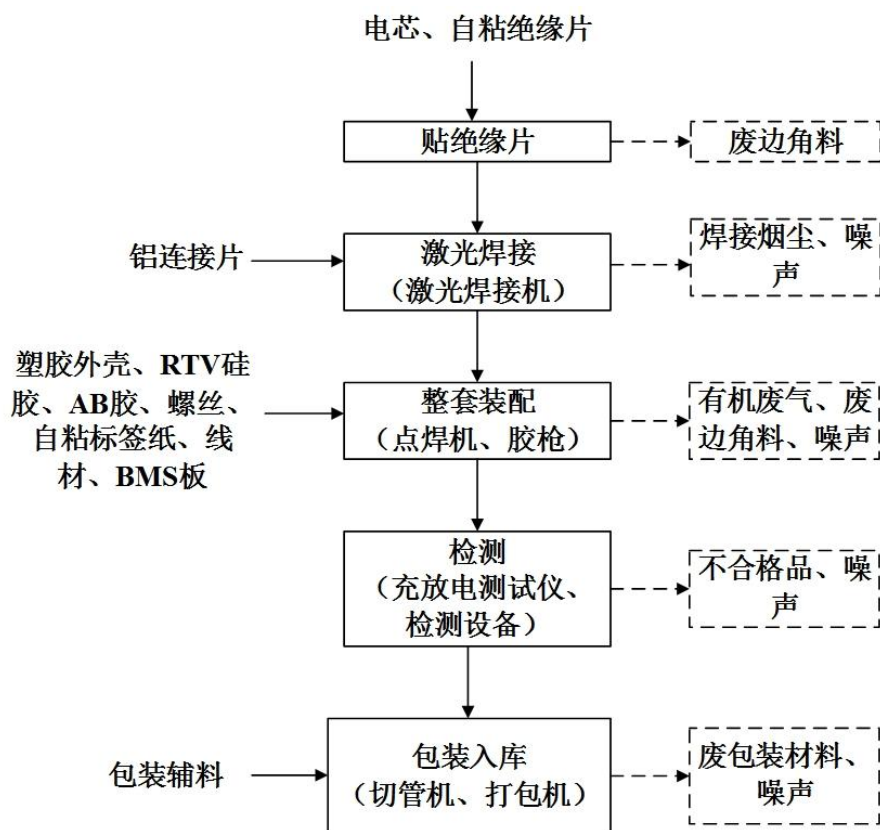 电芯、自粘绝缘片
贴绝缘片
废边角料
铝连接片
激光焊接
（激光焊接机）
焊接烟尘、噪
声
塑胶外壳、RTV硅
胶、AB胶、螺丝、
自粘标签纸、线
材、BMS板
整套装配
（点焊机、胶枪）
有机废气、废
边角料、噪声
检测
（充放电测试仪、
检测设备）
不合格品、噪
声
包装辅料
包装入库
（切管机、打包机）
废包装材料、
噪声